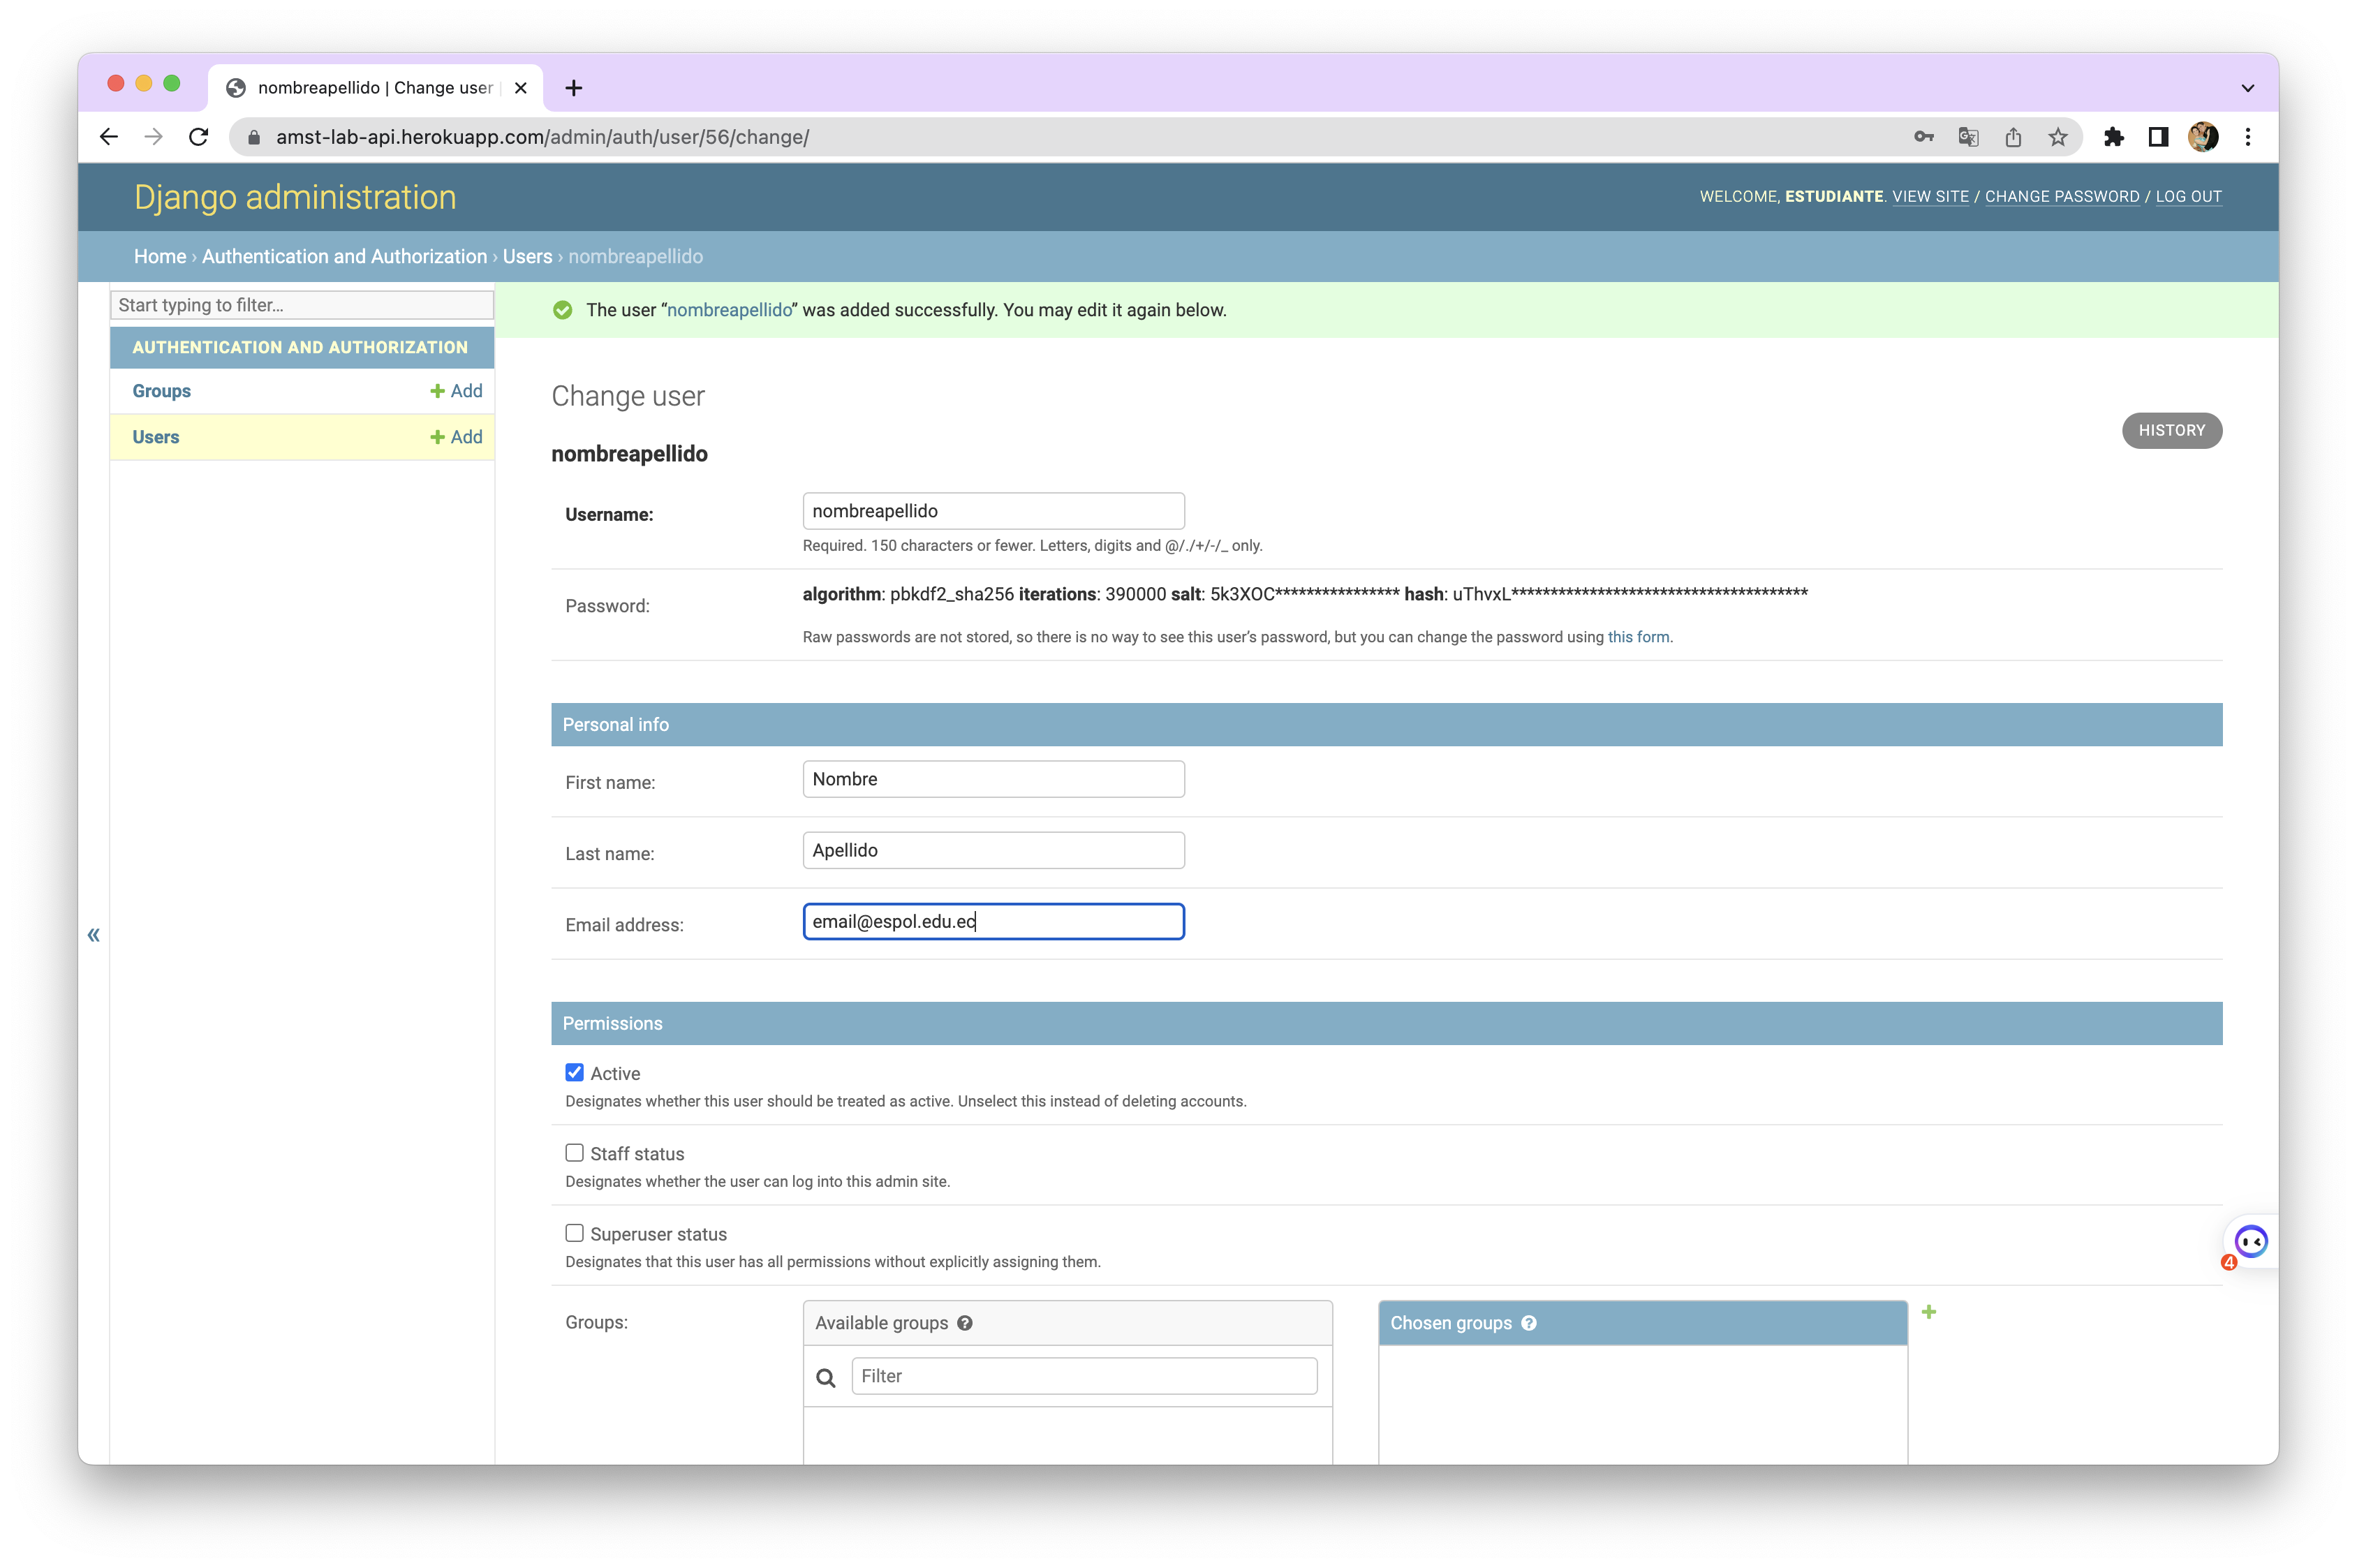 nombreapellido | Change user
amst-lab-api.herokuapp.com/admin/auth/user/56/change/
Django administration
WELCOME, ESTUDIANTE. VIEW SITE / CHANGE PASSWORD / LOG OUT
Home › Authentication and Authorization › Users › nombreapellido
Start typing to filter...
AUTHENTICATION AND AUTHORIZATION
Groups + Add
Users + Add
«
The user “nombreapellido” was added successfully. You may edit it again below.
Change user
HISTORY
nombreapellido
Username: nombreapellido
Required. 150 characters or fewer. Letters, digits and @/./+/-/_ only.
Password: algorithm: pbkdf2_sha256 iterations: 390000 salt: 5k3XOC**************** hash: uThvxL**************************************
Raw passwords are not stored, so there is no way to see this user’s password, but you can change the password using this form.
Personal info
First name: Nombre
Last name: Apellido
Email address: email@espol.edu.ec
Permissions
Active
Designates whether this user should be treated as active. Unselect this instead of deleting accounts.
Staff status
Designates whether the user can log into this admin site.
Superuser status
Designates that this user has all permissions without explicitly assigning them.
4
Groups: Available groups ? Chosen groups ? +
Filter